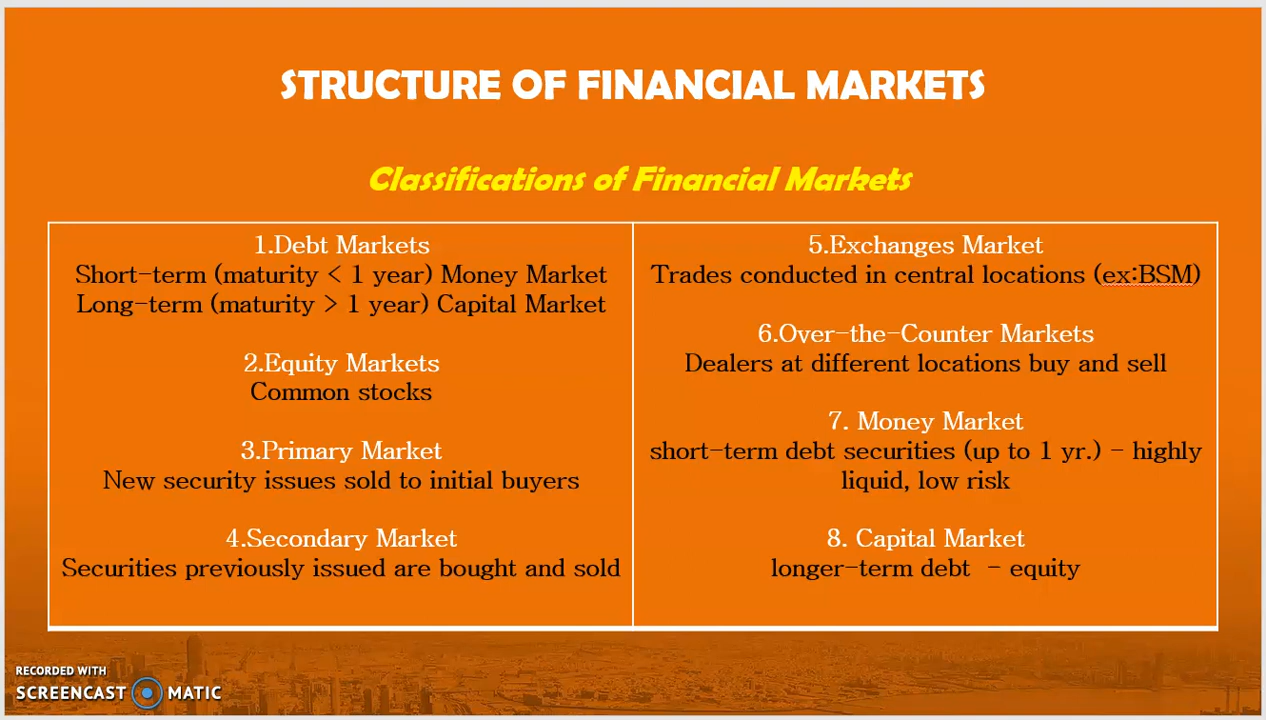 STRUCTURE OF FINANCIAL MARKETS
Classifications of Financial Markets
1.Debt Markets
Short-term (maturity < 1 year) Money Market
Long-term (maturity > 1 year) Capital Market
2.Equity Markets
Common stocks
3.Primary Market
New security issues sold to initial buyers
4.Secondary Market
Securities previously issued are bought and sold
5.Exchanges Market
Trades conducted in central locations (ex:BSM)
6.Over-the-Counter Markets
Dealers at different locations buy and sell
7. Money Market
short-term debt securities (up to 1 yr.) - highly
liquid, low risk
8. Capital Market
longer-term debt - equity
RECORDED WITH
SCREENCAST MATIC